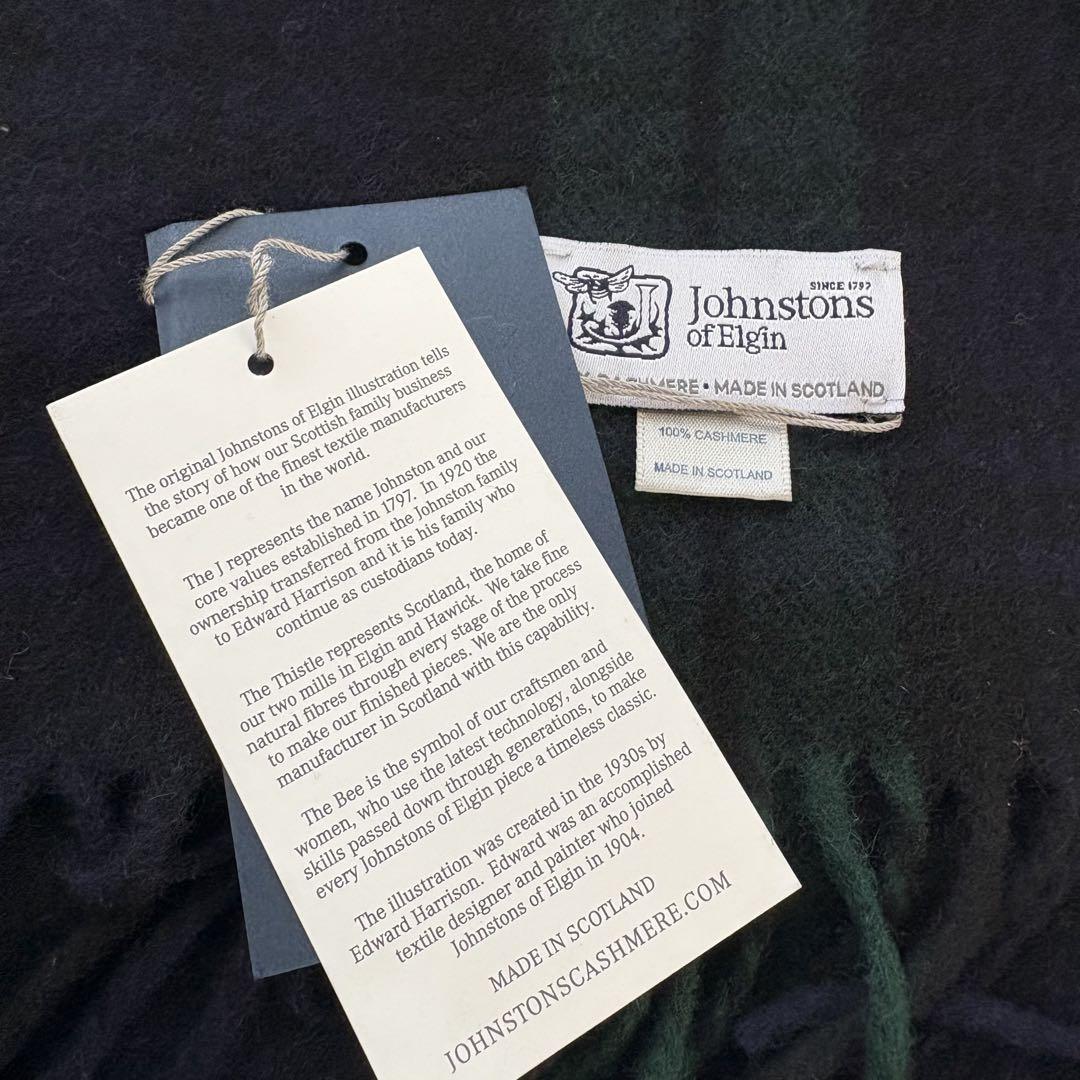 SINCE 1797
Johnstons
of Elgin
CASHMERE • MADE IN SCOTLAND
100% CASHMERE
MADE IN SCOTLAND
The original Johnstons of Elgin illustration tells
the story of how our Scottish family business
became one of the finest textile manufacturers
in the world.
The J represents the name Johnston and our
core values established in 1797. In 1920 the
ownership transferred from the Johnston family
to Edward Harrison and it is his family who
continue as custodians today.
The Thistle represents Scotland, the home of
our two mills in Elgin and Hawick. We take fine
natural fibres through every stage of the process
to make our finished pieces. We are the only
manufacturer in Scotland with this capability.
The Bee is the symbol of our craftsmen and
women, who use the latest technology, alongside
skills passed down through generations, to make
every Johnstons of Elgin piece a timeless classic.
The illustration was created in the 1930s by
Edward Harrison. Edward was an accomplished
textile designer and painter who joined
Johnstons of Elgin in 1904.
MADE IN SCOTLAND
JOHNSTONSCASHMERE.COM